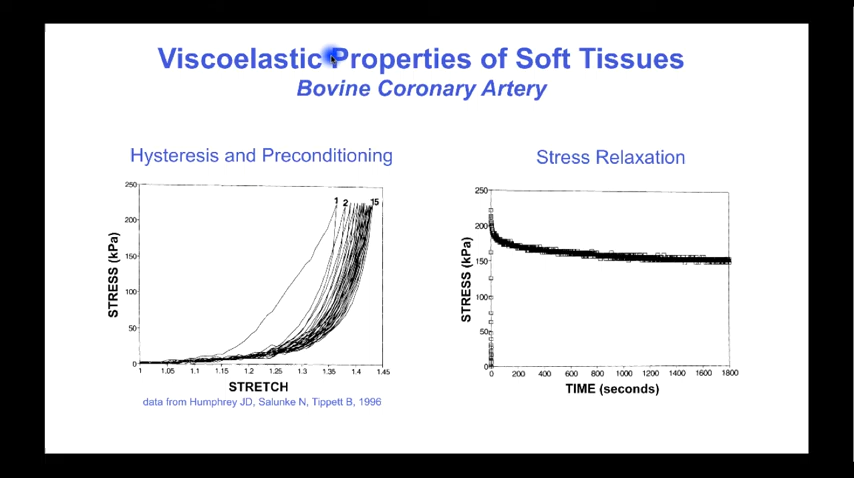 Viscoelastic Properties of Soft Tissues
Bovine Coronary Artery
Hysteresis and Preconditioning
250
200
150
100
50
0
STRESS (kPa)
1 2 15
1 1.05 1.1 1.15 1.2 1.25 1.3 1.35 1.4 1.45
STRETCH
data from Humphrey JD, Salunke N, Tippett B, 1996
Stress Relaxation
250
200
150
100
50
0
STRESS (kPa)
0 200 400 600 800 1000 1200 1400 1600 1800
TIME (seconds)